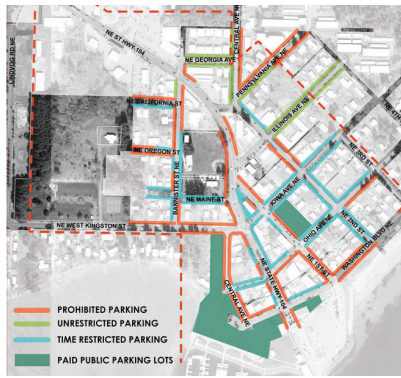 LINDVOG RD NE
NE ST HWY-104
CENTRAL AVE NE
NE GEORGIA AVE
PENNSYLVANIA AVE NE
ILLINOIS AVE NE
NE CALIFORNIA ST
NE OREGON ST
BANNISTER ST NE
NE MAINE ST
NE WEST KINGSTON ST
IOWA AVE NE
OHIO AVE NE
NE 3RD ST
NE 2ND ST
NE 1ST ST
WASHINGTON BLVD NE
NE STATE HWY-104
CENTRAL AVE NE
PROHIBITED PARKING
UNRESTRICTED PARKING
TIME RESTRICTED PARKING
PAID PUBLIC PARKING LOTS